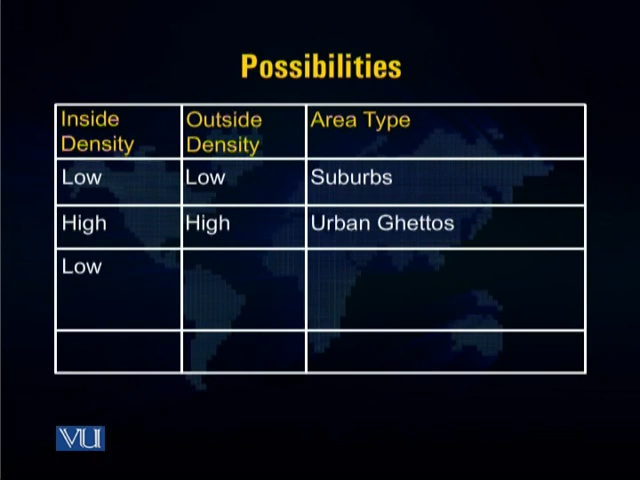 Possibilities
Inside Outside Area Type
Density Density
Low Low Suburbs
High High Urban Ghettos
Low
VU